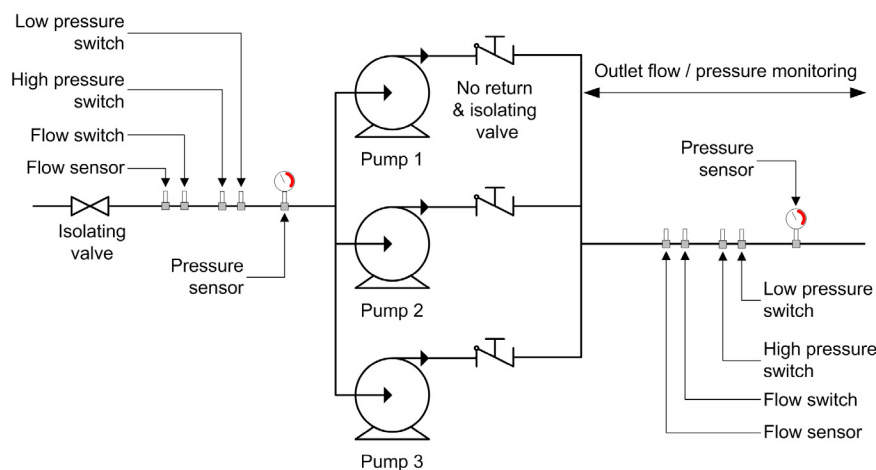 Low pressure
switch
High pressure
switch
Flow switch
Flow sensor
Isolating
valve
Pressure
sensor
Pump 1
No return
& isolating
valve
Pump 2
Pump 3
Outlet flow / pressure monitoring
Pressure
sensor
Low pressure
switch
High pressure
switch
Flow switch
Flow sensor